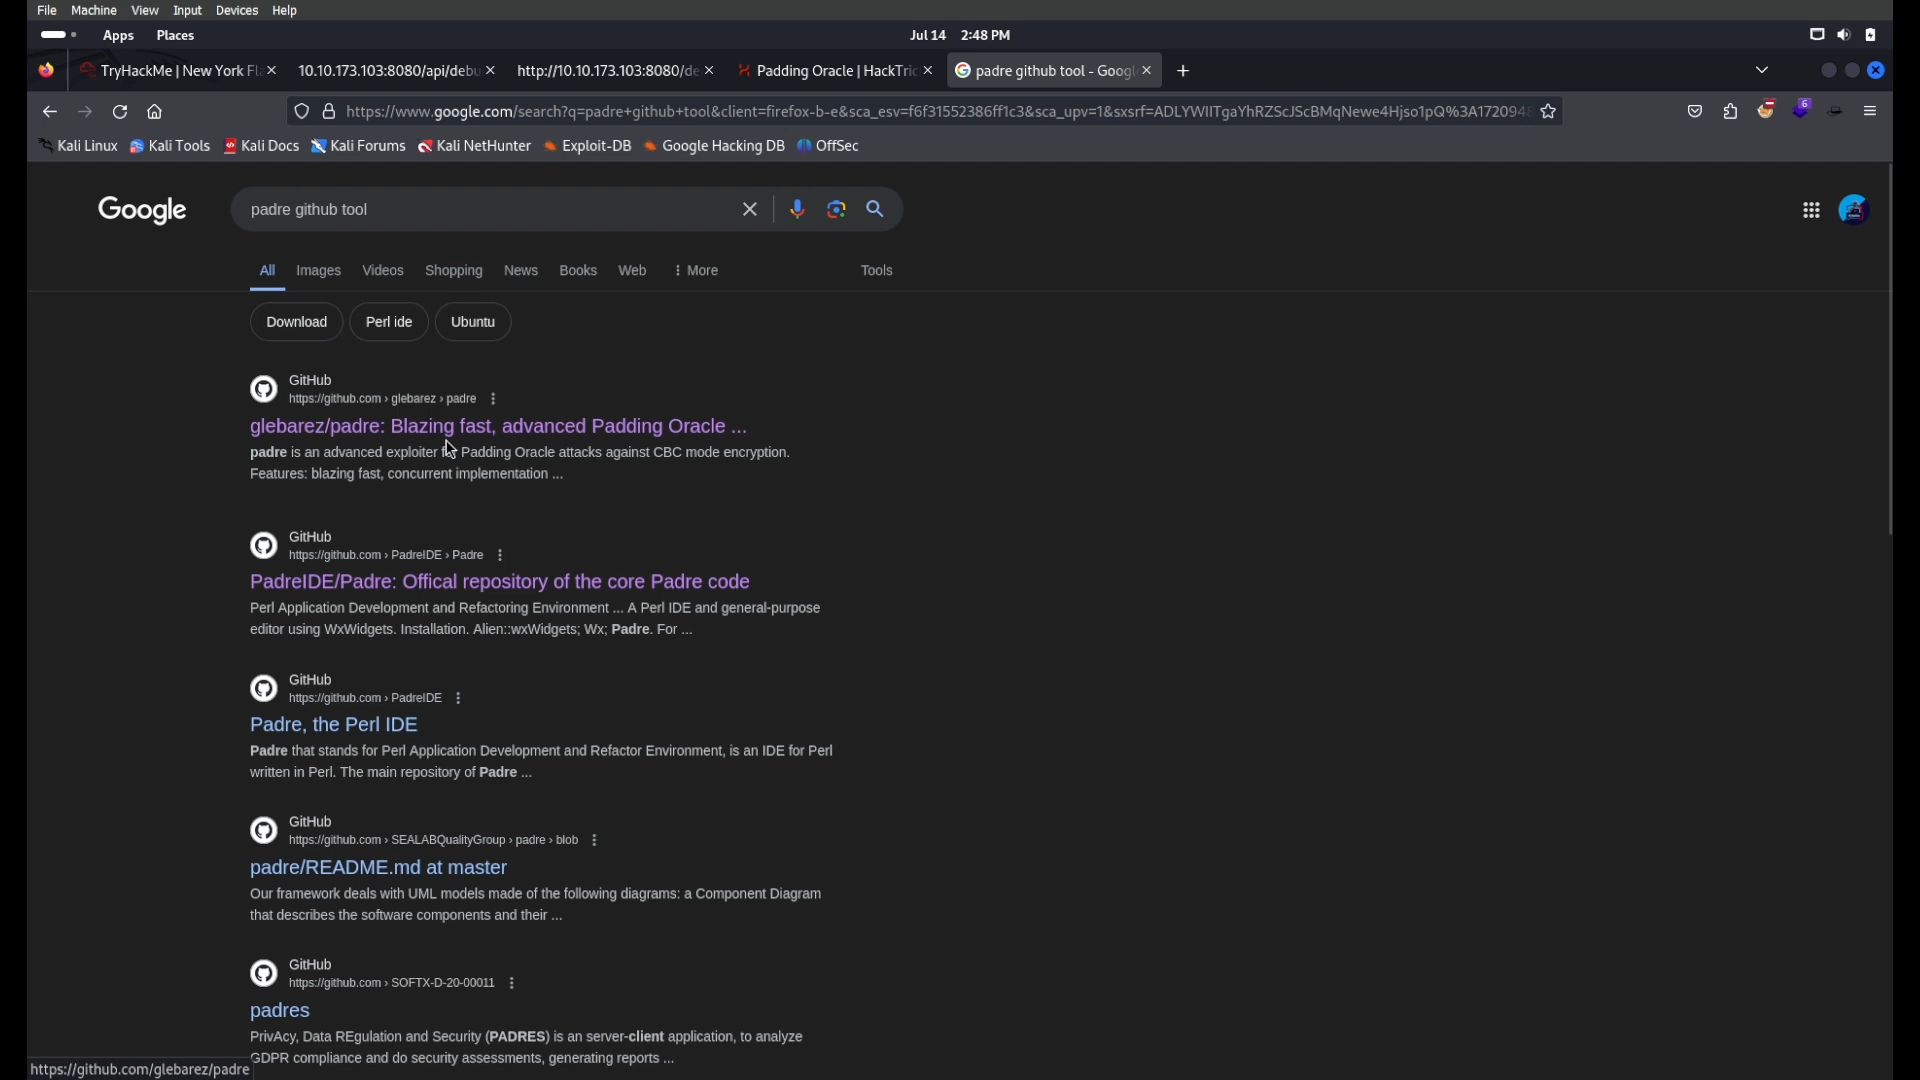 File Machine View Input Devices Help
Apps Places Jul 14 2:48 PM
TryHackMe | New York Fl 10.10.173.103:8080/api/debu http://10.10.173.103:8080/de Padding Oracle | HackTric padre github tool - Googl
https://www.google.com/search?q=padre+github+tool&client=firefox-b-e&sca_esv=f6f31552386ff1c3&sca_upv=1&sxsrf=ADLYWIITgaYhRZScJScBMqNewe4Hjso1pQ%3A172094 6
Kali Linux Kali Tools Kali Docs Kali Forums Kali NetHunter Exploit-DB Google Hacking DB OffSec
Google padre github tool
All Images Videos Shopping News Books Web More Tools
Download Perl ide Ubuntu
GitHub
https://github.com › glebarez › padre
glebarez/padre: Blazing fast, advanced Padding Oracle ...
padre is an advanced exploiter Padding Oracle attacks against CBC mode encryption.
Features: blazing fast, concurrent implementation ...
GitHub
https://github.com › PadreIDE › Padre
PadreIDE/Padre: Offical repository of the core Padre code
Perl Application Development and Refactoring Environment ... A Perl IDE and general-purpose
editor using WxWidgets. Installation. Alien::wxWidgets; Wx; Padre. For ...
GitHub
https://github.com › PadreIDE
Padre, the Perl IDE
Padre that stands for Perl Application Development and Refactor Environment, is an IDE for Perl
written in Perl. The main repository of Padre ...
GitHub
https://github.com › SEALABQualityGroup › padre › blob
padre/README.md at master
Our framework deals with UML models made of the following diagrams: a Component Diagram
that describes the software components and their ...
GitHub
https://github.com › SOFTX-D-20-00011
padres
PrivAcy, Data REgulation and Security (PADRES) is an server-client application, to analyze
GDPR compliance and do security assessments, generating reports ...
https://github.com/glebarez/padre